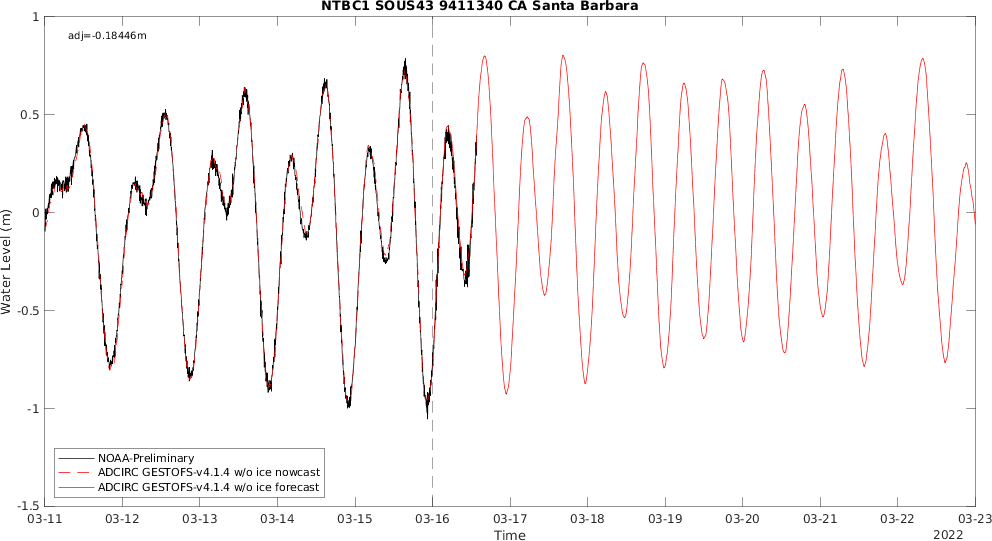 NTBC1 SOUS43 9411340 CA Santa Barbara
adj=-0.18446m
1
0.5
0
-0.5
-1
-1.5
Water Level (m)
NOAA-Preliminary
ADCIRC GESTOFS-v4.1.4 w/o ice nowcast
ADCIRC GESTOFS-v4.1.4 w/o ice forecast
03-11 03-12 03-13 03-14 03-15 03-16 03-17 03-18 03-19 03-20 03-21 03-22 03-23
Time
2022